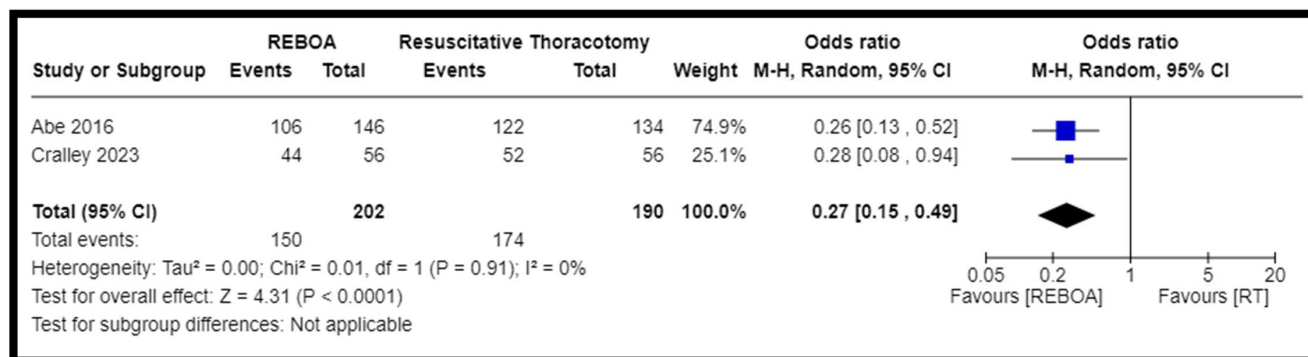 REBOA Resuscitative Thoracotomy Odds ratio Odds ratio
Study or Subgroup Events Total Events Total Weight M-H, Random, 95% CI M-H, Random, 95% CI
Abe 2016 106 146 122 134 74.9% 0.26 [0.13 , 0.52]
Cralley 2023 44 56 52 56 25.1% 0.28 [0.08 , 0.94]
Total (95% CI) 202 190 100.0% 0.27 [0.15 , 0.49]
Total events: 150 174
Heterogeneity: Tau² = 0.00; Chi² = 0.01, df = 1 (P = 0.91); I² = 0%
0.05 0.2 1 5 20
Test for overall effect: Z = 4.31 (P < 0.0001)
Favours [REBOA] Favours [RT]
Test for subgroup differences: Not applicable